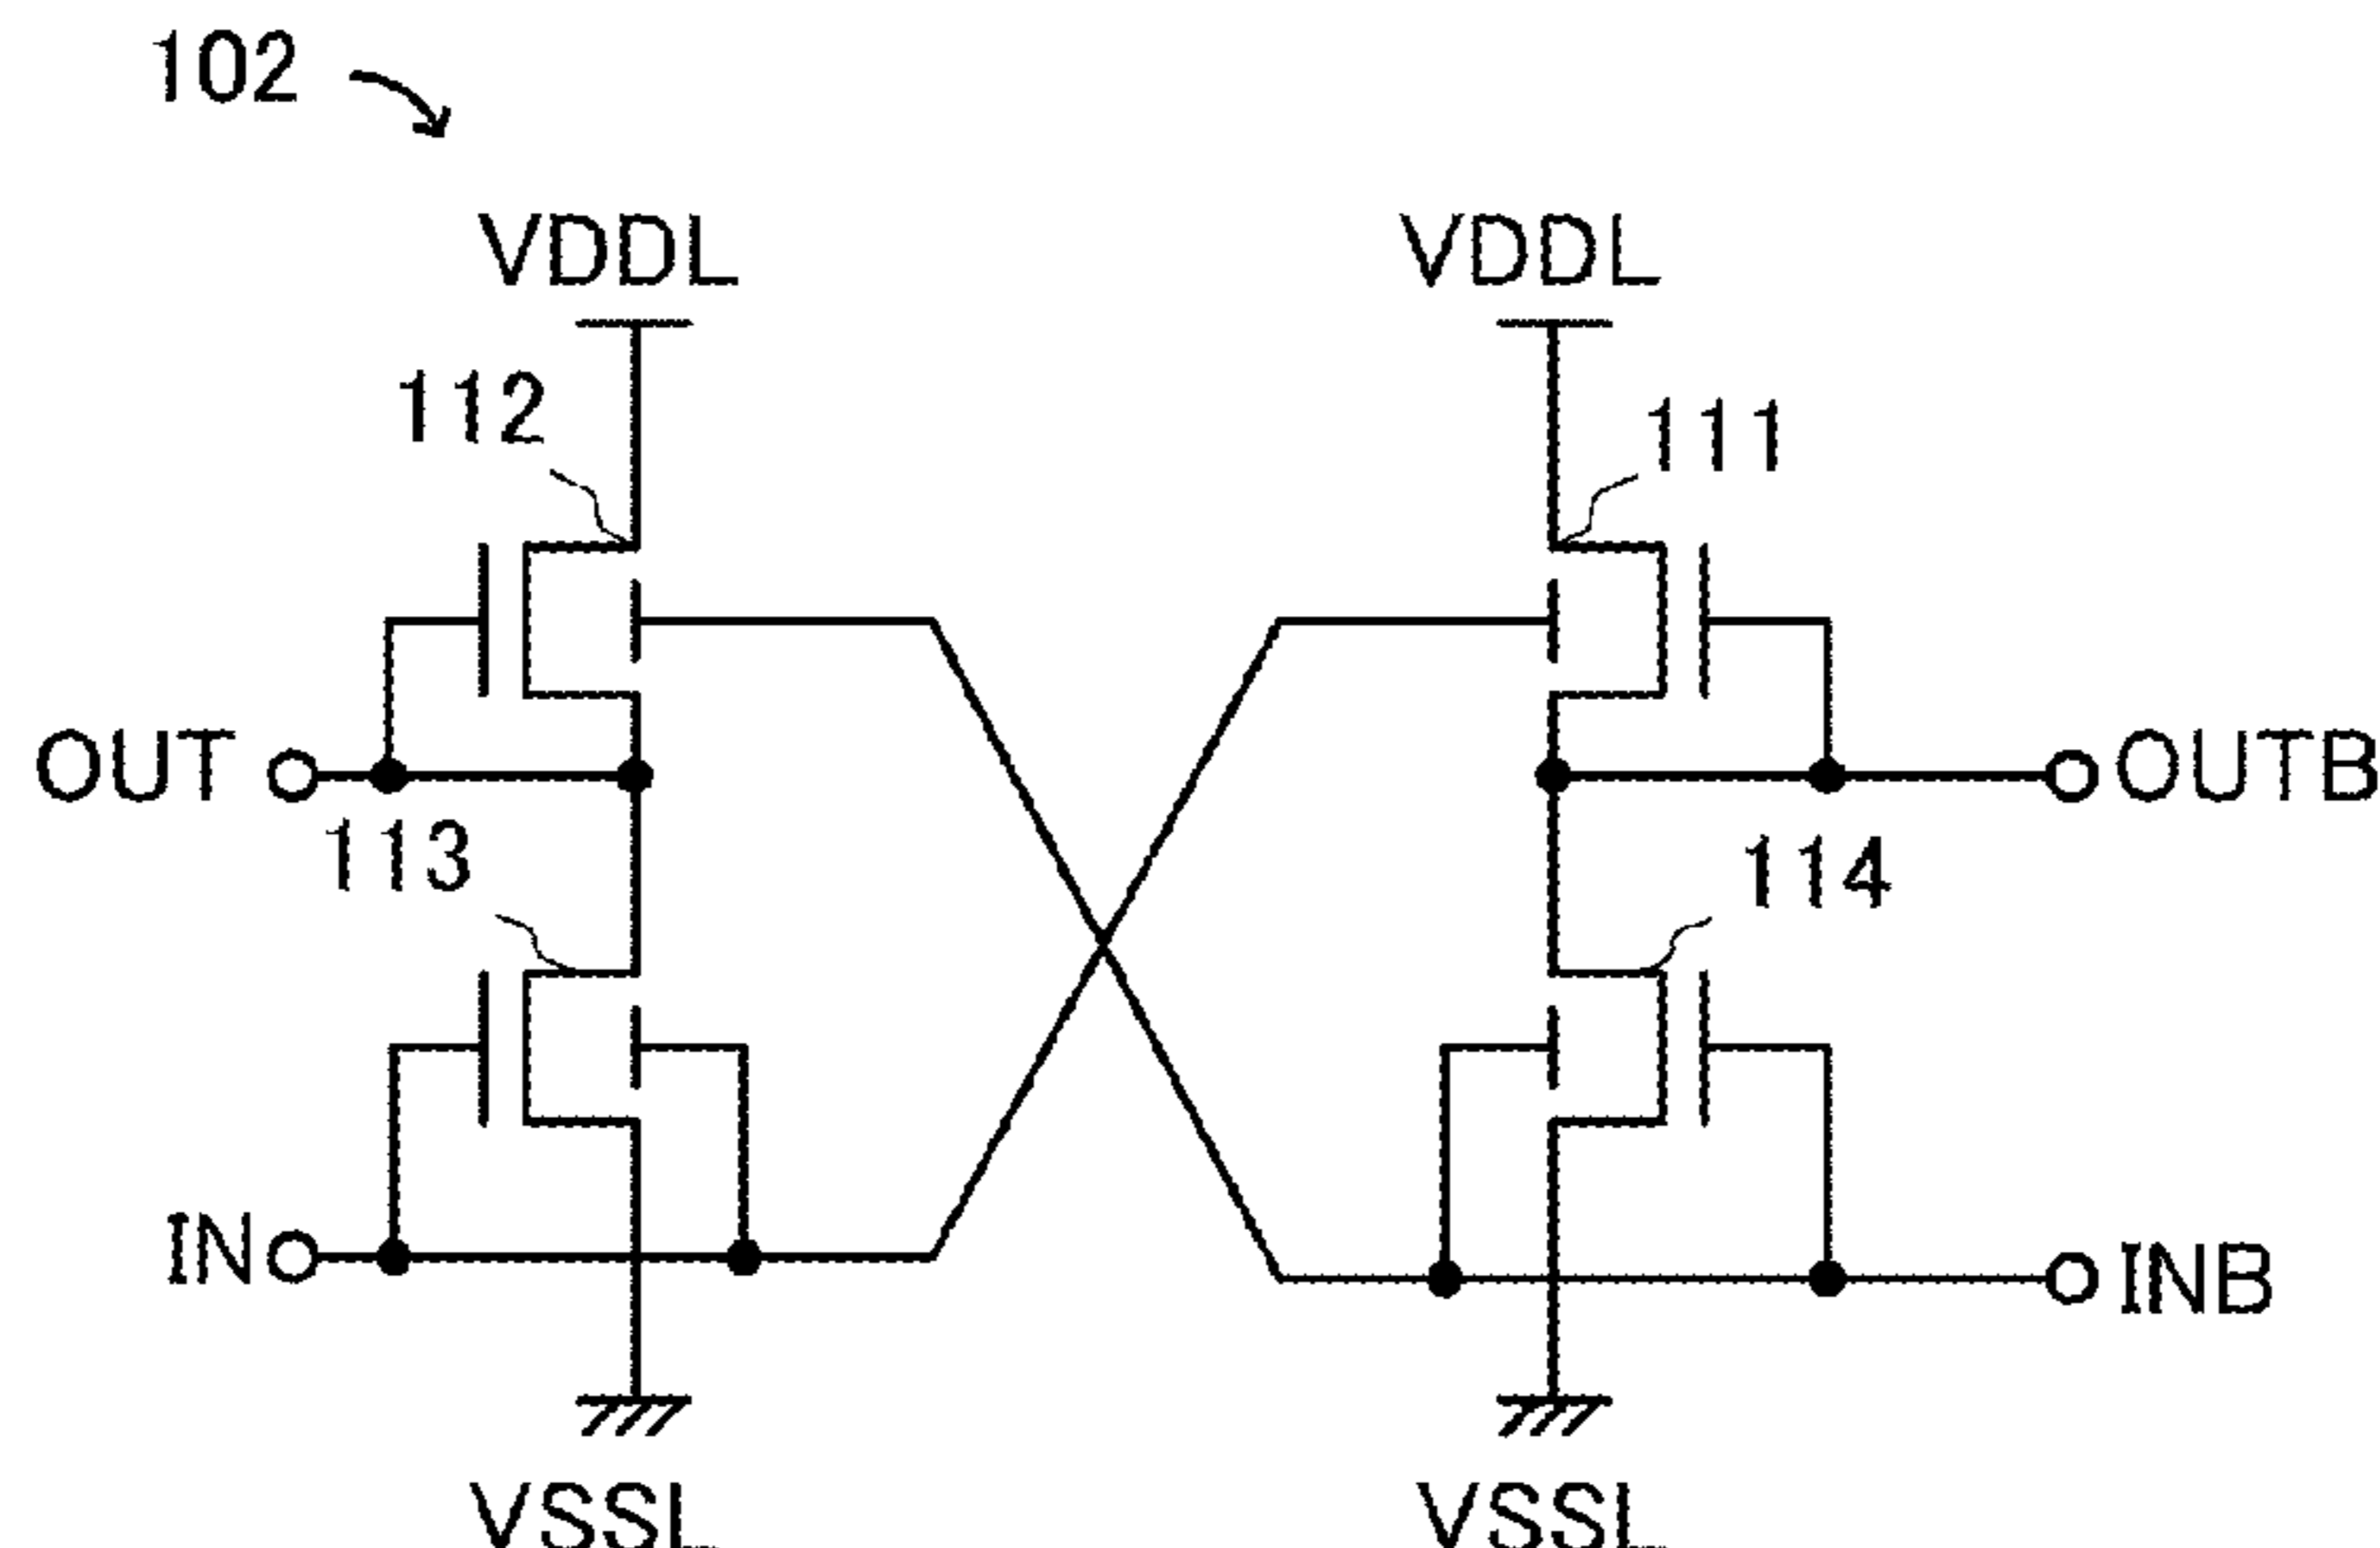 102
VDDL VDDL
112 111
OUT OUTB
113 114
IN INB
VSSL VSSL